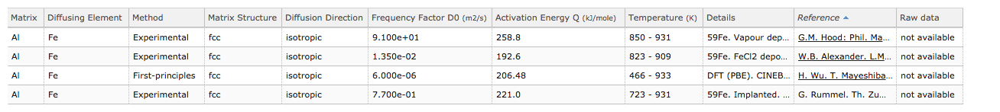 Matrix Diffusing Element Method Matrix Structure Diffusion Direction Frequency Factor D0 (m2/s) Activation Energy Q (kJ/mole) Temperature (K) Details Reference Raw data
Al Fe Experimental fcc isotropic 9.100e+01 258.8 850 - 931 59Fe. Vapour dep... G.M. Hood: Phil. Ma... not available
Al Fe Experimental fcc isotropic 1.350e-02 192.6 823 - 909 59Fe. FeCl2 depo... W.B. Alexander. L.M... not available
Al Fe First-principles fcc isotropic 6.000e-06 206.48 466 - 933 DFT (PBE). CINEB... H. Wu. T. Mayeshiba... not available
Al Fe Experimental fcc isotropic 7.700e-01 221.0 723 - 931 59Fe. Implanted. ... G. Rummel. Th. Zu... not available